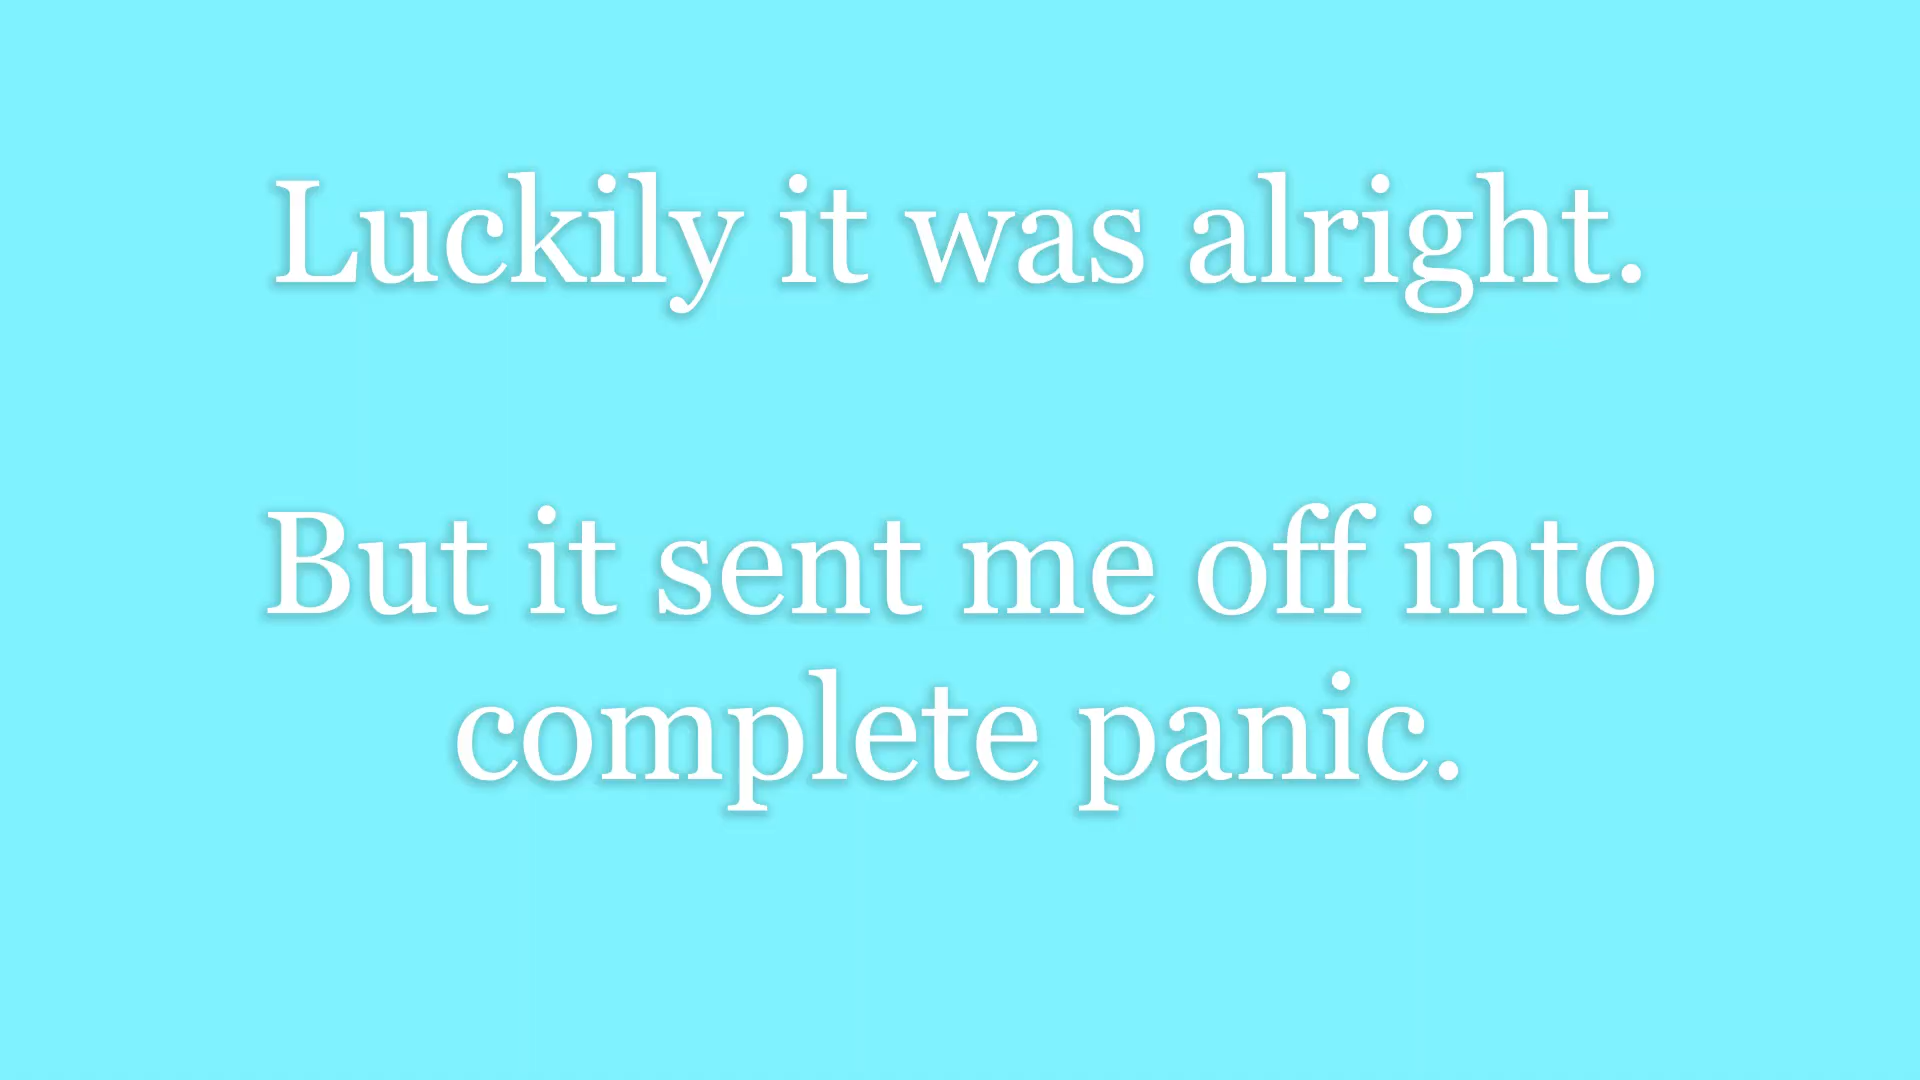 Luckily it was alright.
But it sent me off into
complete panic.